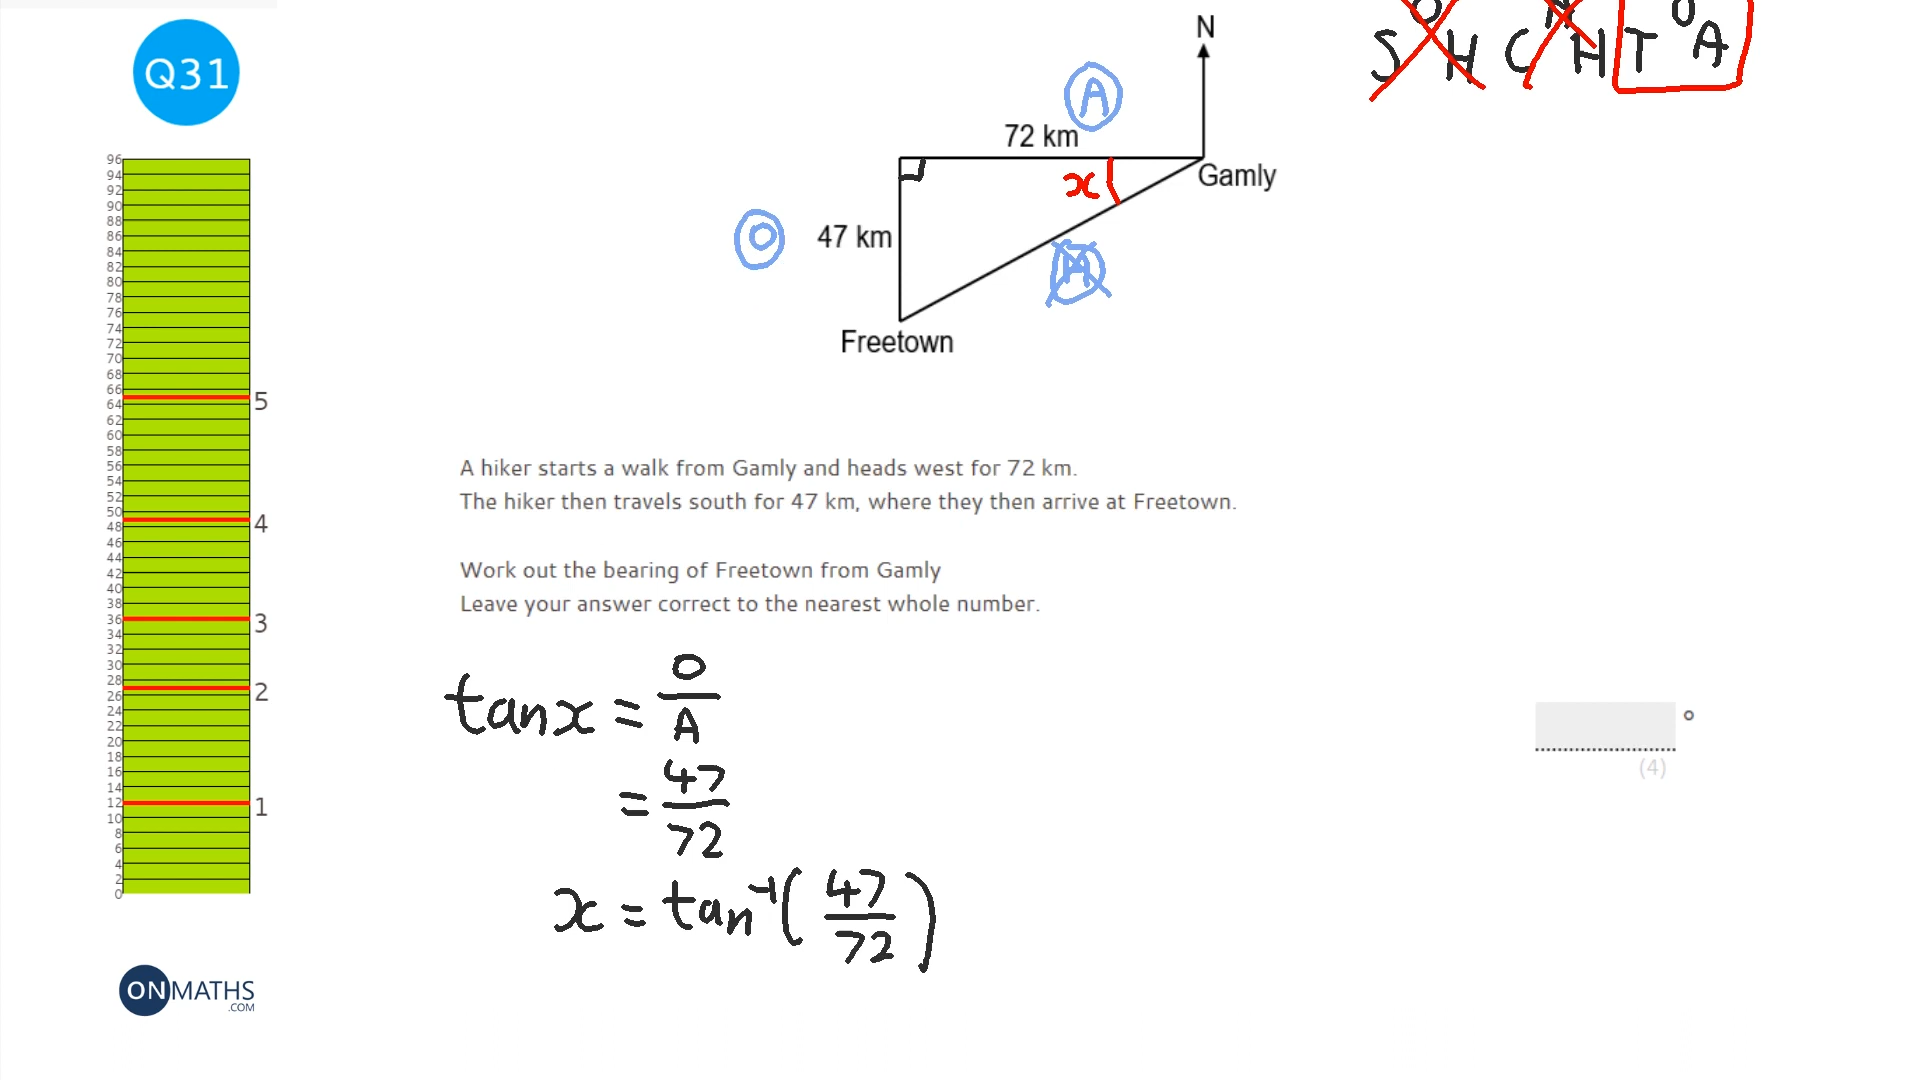 Q31
O H O
S H C H T A
N
A
72 km
x
Gamly
O
47 km
H
Freetown
96
94
92
90
88
86
84
82
80
78
76
74
72
70
68
66
64
5
62
60
58
56
54
52
50
48
4
46
44
42
40
38
36
3
34
32
30
28
26
2
24
22
20
18
16
14
12
1
10
8
6
4
2
0
A hiker starts a walk from Gamly and heads west for 72 km.
The hiker then travels south for 47 km, where they then arrive at Freetown.
Work out the bearing of Freetown from Gamly
Leave your answer correct to the nearest whole number.
tan x = O/A
= 47/72
x = tan⁻¹(47/72)
°
(4)
ONMATHS
.COM